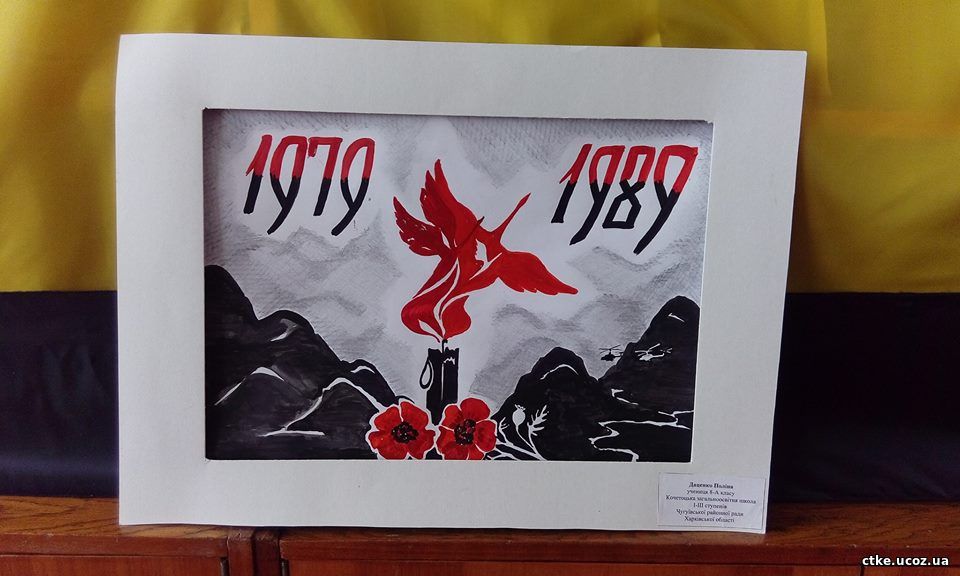 1979
1989
Даценко Поліна
учениця 8-А класу
Кочетоцька загальноосвітня школа
І-ІІІ ступенів
Чугуївської районної ради
Харківської області
ctke.ucoz.ua